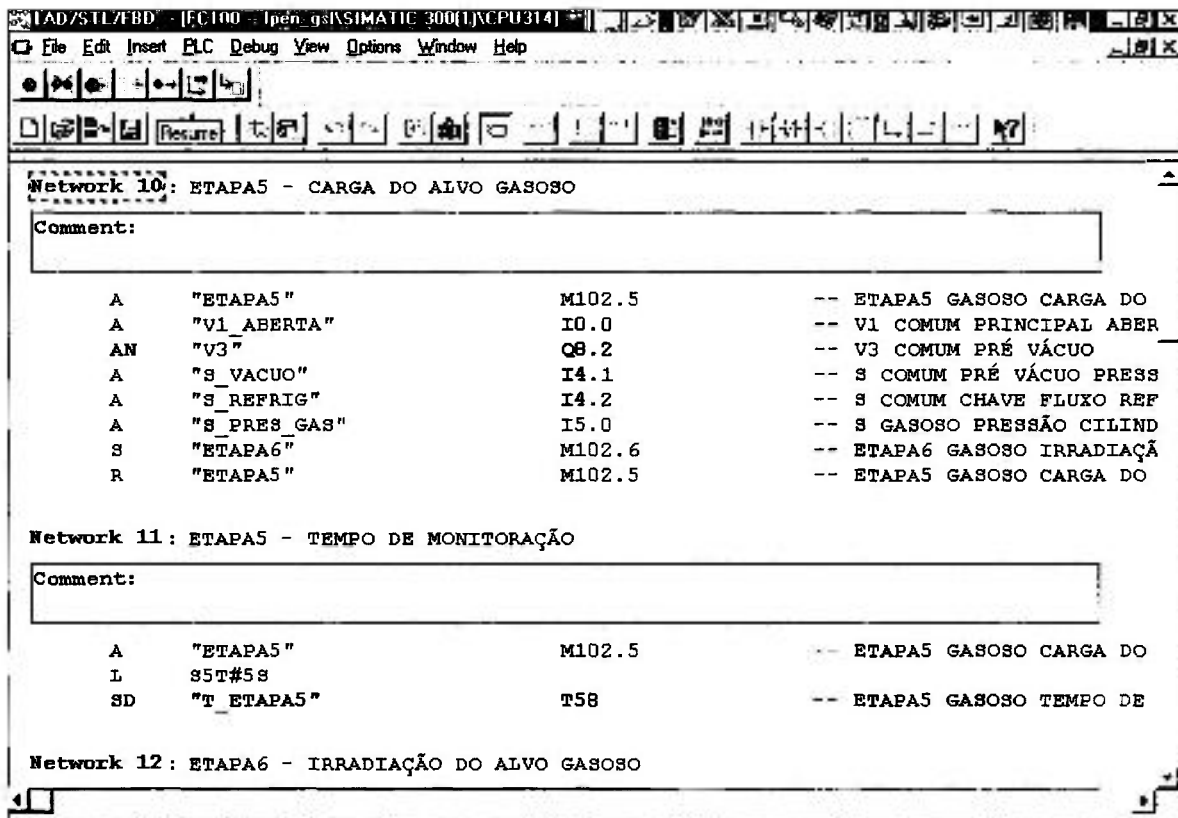 LAD/STL/FBD - [FC100 -- Ipen_gsl\SIMATIC 300(1)\CPU314]
File Edit Insert PLC Debug View Options Window Help
Resume
Network 10: ETAPA5 - CARGA DO ALVO GASOSO
Comment:
A "ETAPA5" M102.5 -- ETAPA5 GASOSO CARGA DO
A "V1_ABERTA" I0.0 -- V1 COMUM PRINCIPAL ABER
AN "V3" Q8.2 -- V3 COMUM PRÉ VÁCUO
A "S_VACUO" I4.1 -- S COMUM PRÉ VÁCUO PRESS
A "S_REFRIG" I4.2 -- S COMUM CHAVE FLUXO REF
A "S_PRES_GAS" I5.0 -- S GASOSO PRESSÃO CILIND
S "ETAPA6" M102.6 -- ETAPA6 GASOSO IRRADIAÇÃ
R "ETAPA5" M102.5 -- ETAPA5 GASOSO CARGA DO
Network 11: ETAPA5 - TEMPO DE MONITORAÇÃO
Comment:
A "ETAPA5" M102.5 -- ETAPA5 GASOSO CARGA DO
L S5T#5S
SD "T_ETAPA5" T58 -- ETAPA5 GASOSO TEMPO DE
Network 12: ETAPA6 - IRRADIAÇÃO DO ALVO GASOSO